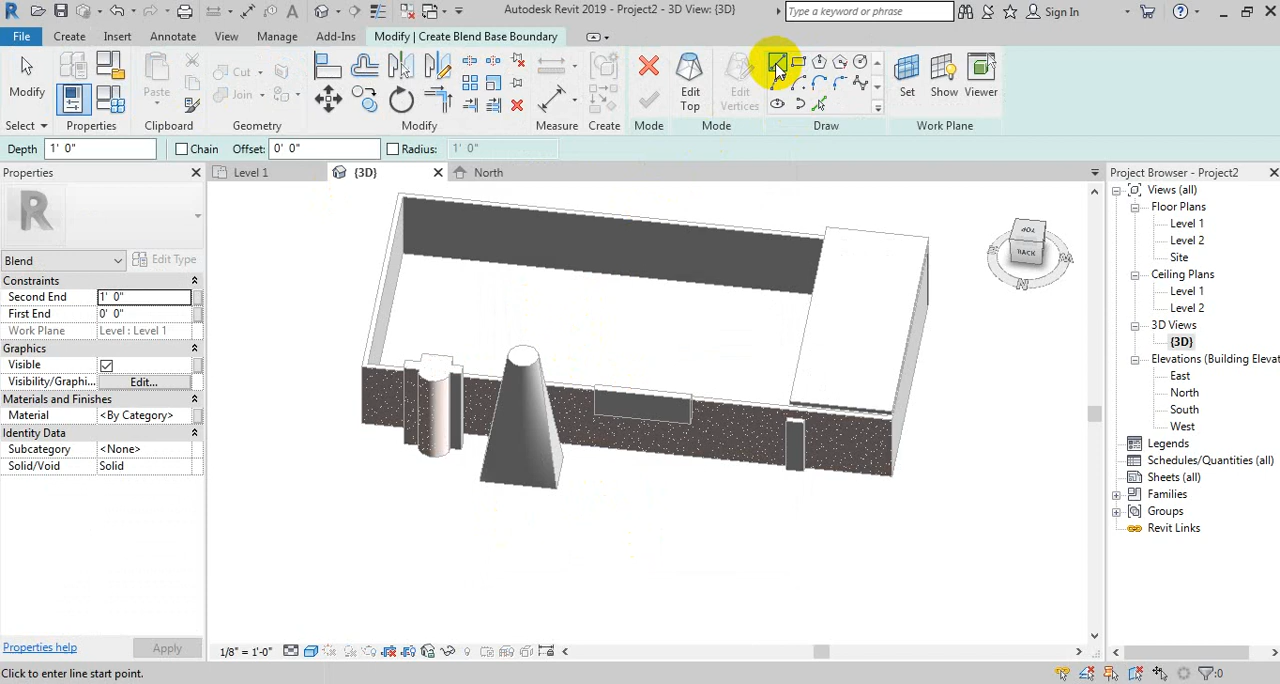 Autodesk Revit 2019 - Project2 - 3D View: {3D}
Type a keyword or phrase
Sign In
File
Create
Insert
Annotate
View
Manage
Add-Ins
Modify | Create Blend Base Boundary
Modify
Paste
Cut
Join
Edit Top
Edit Vertices
Set
Show
Viewer
Select
Properties
Clipboard
Geometry
Modify
Measure
Create
Mode
Mode
Draw
Work Plane
Depth 1' 0"
Chain
Offset: 0' 0"
Radius: 1' 0"
Properties
Level 1
{3D}
North
Project Browser - Project2
Blend
Edit Type
Constraints
Second End 1' 0"
First End 0' 0"
Work Plane Level : Level 1
Graphics
Visible
Visibility/Graphi... Edit...
Materials and Finishes
Material <By Category>
Identity Data
Subcategory <None>
Solid/Void Solid
Properties help
Apply
TOP
BACK
N
Views (all)
Floor Plans
Level 1
Level 2
Site
Ceiling Plans
Level 1
Level 2
3D Views
{3D}
Elevations (Building Elevat
East
North
South
West
Legends
Schedules/Quantities (all)
Sheets (all)
Families
Groups
Revit Links
1/8" = 1'-0"
Click to enter line start point.
:0